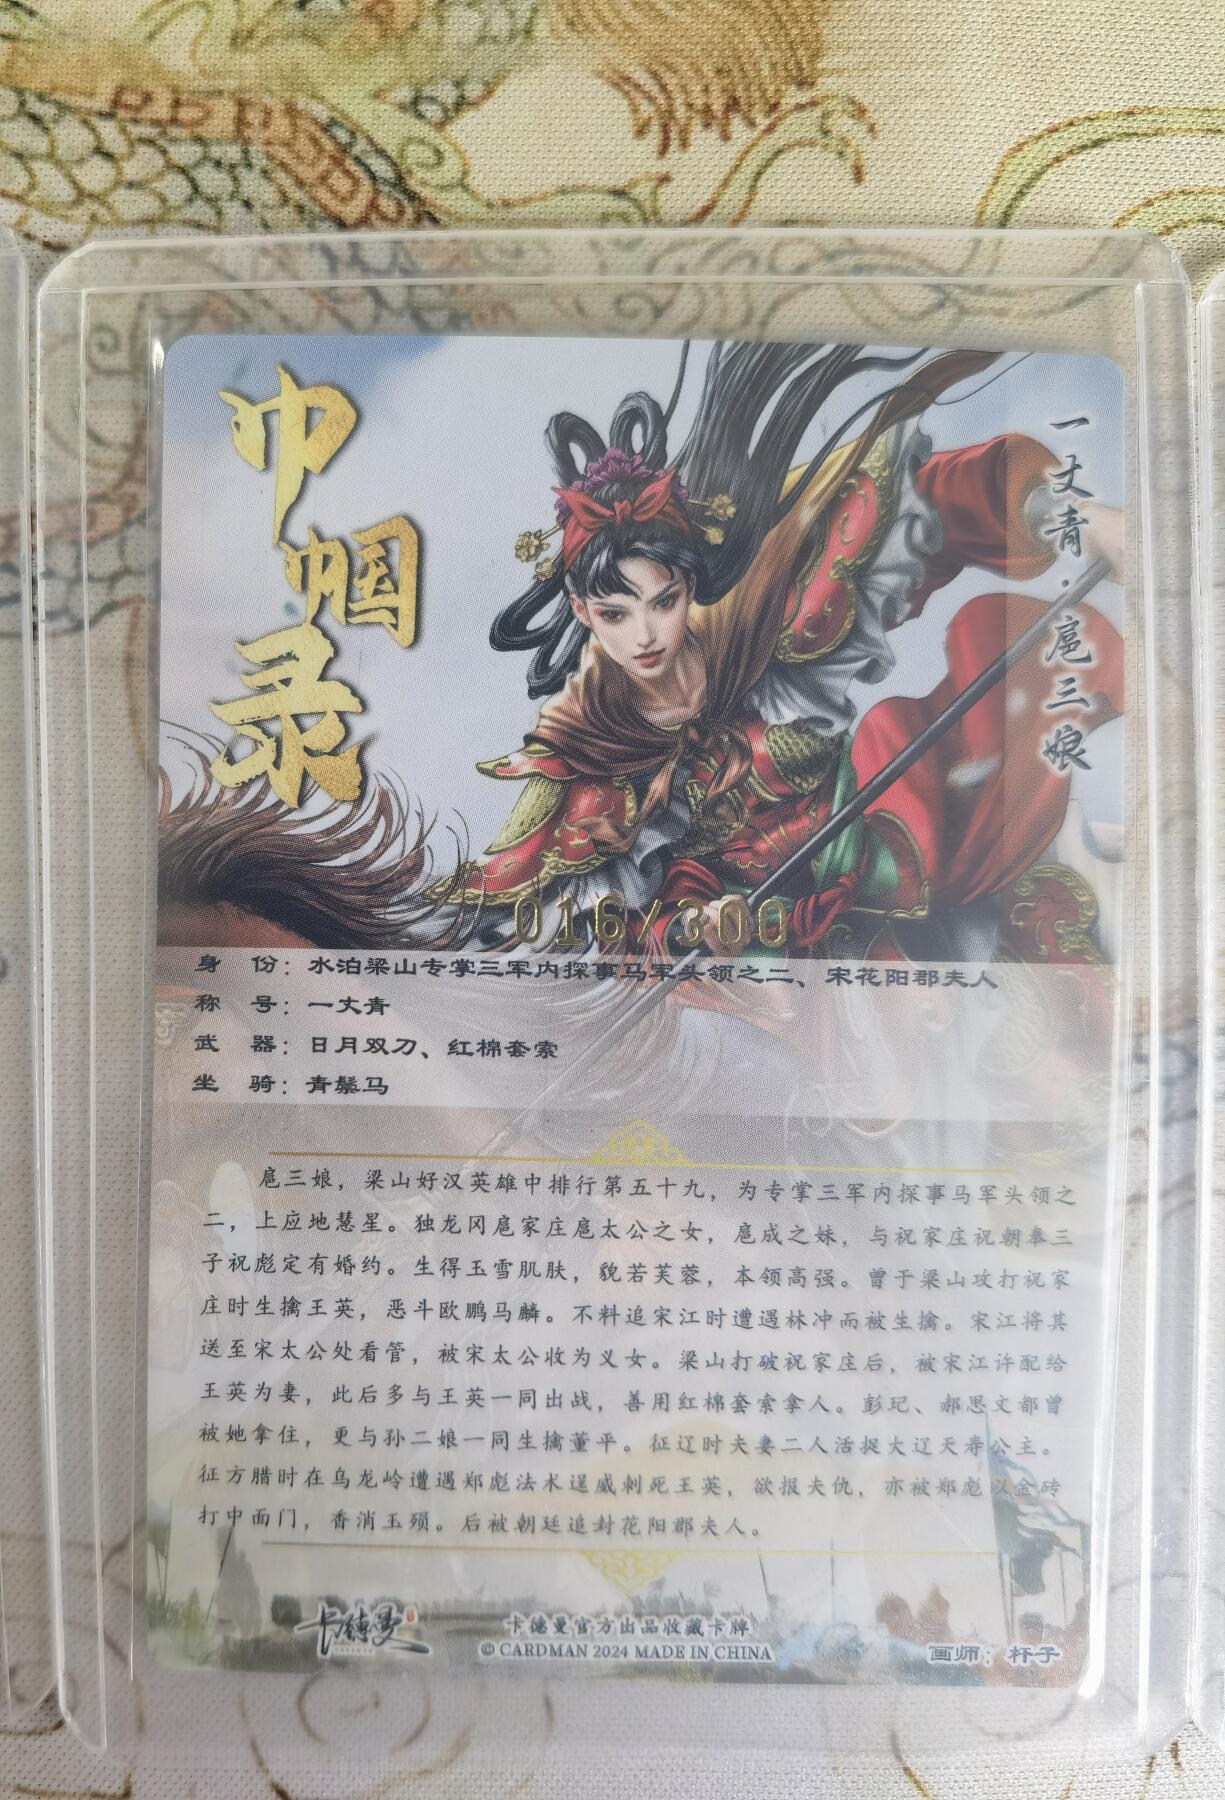 巾帼录
一丈青·扈三娘
016/300
身 份：水泊梁山专掌三军内探事马军头领之二、宋花阳郡夫人
称 号：一丈青
武 器：日月双刀、红棉套索
坐 骑：青鬃马
扈三娘，梁山好汉英雄中排行第五十九，为专掌三军内探事马军头领之
二，上应地慧星。独龙冈扈家庄扈太公之女，扈成之妹，与祝家庄祝朝奉三
子祝彪定有婚约。生得玉雪肌肤，貌若芙蓉，本领高强。曾于梁山攻打祝家
庄时生擒王英，恶斗欧鹏马麟。不料追宋江时遭遇林冲而被生擒。宋江将其
送至宋太公处看管，被宋太公收为义女。梁山打破祝家庄后，被宋江许配给
王英为妻，此后多与王英一同出战，善用红棉套索拿人。彭玘、郝思文都曾
被她拿住，更与孙二娘一同生擒董平。征辽时夫妻二人活捉大辽天寿公主。
征方腊时在乌龙岭遭遇郑彪法术逞威刺死王英，欲报夫仇，亦被郑彪以金砖
打中面门，香消玉殒。后被朝廷追封花阳郡夫人。
卡德曼
卡德曼官方出品收藏卡牌
© CARDMAN 2024 MADE IN CHINA
画师：杯子